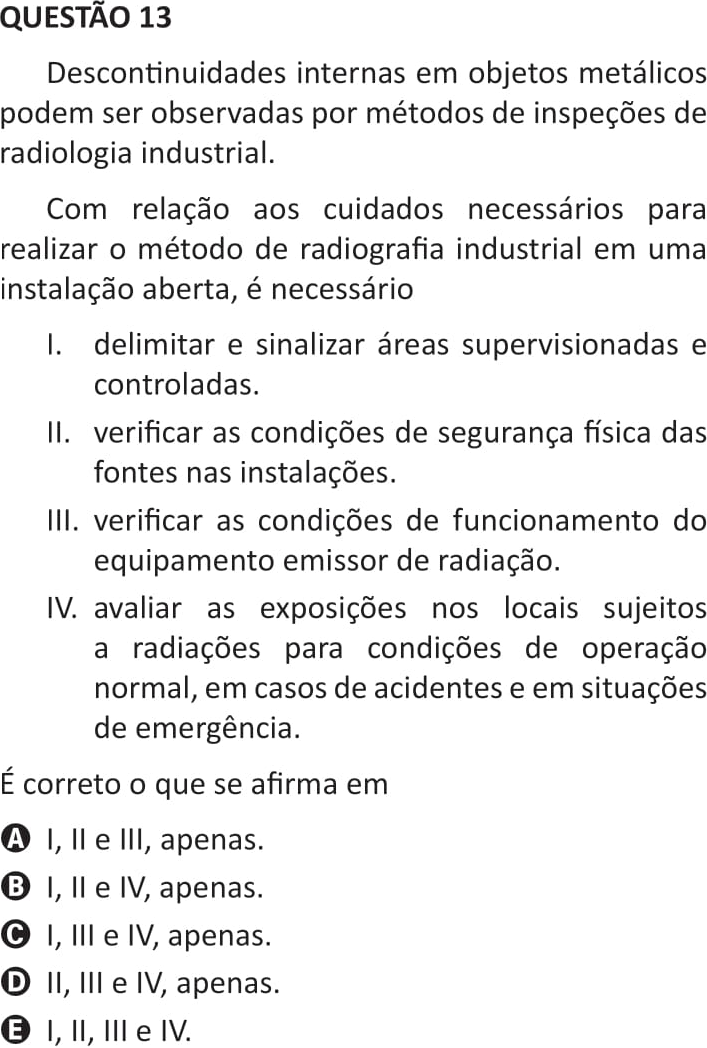 QUESTÃO 13
Descontinuidades internas em objetos metálicos
podem ser observadas por métodos de inspeções de
radiologia industrial.
Com relação aos cuidados necessários para
realizar o método de radiografia industrial em uma
instalação aberta, é necessário
I. delimitar e sinalizar áreas supervisionadas e
controladas.
II. verificar as condições de segurança física das
fontes nas instalações.
III. verificar as condições de funcionamento do
equipamento emissor de radiação.
IV. avaliar as exposições nos locais sujeitos
a radiações para condições de operação
normal, em casos de acidentes e em situações
de emergência.
É correto o que se afirma em
A I, II e III, apenas.
B I, II e IV, apenas.
C I, III e IV, apenas.
D II, III e IV, apenas.
E I, II, III e IV.